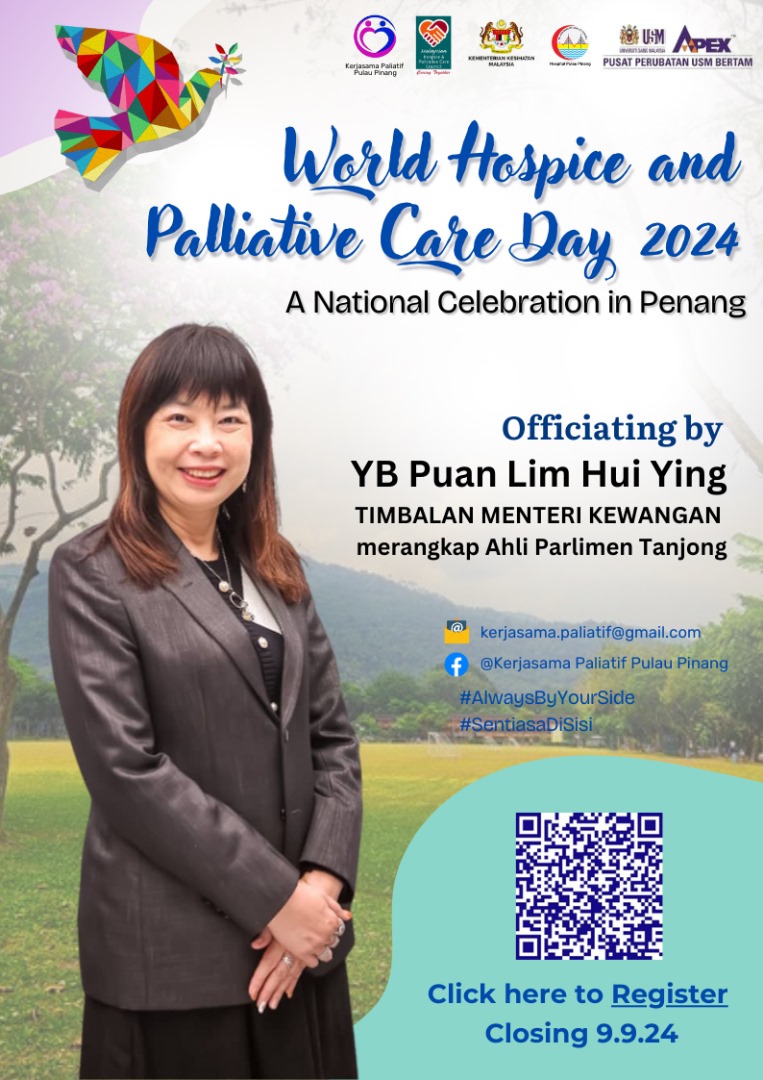 Kerjasama Paliatif
Pulau Pinang
Malaysian
Hospice &
Palliative Care
Council
Caring Together
KEMENTERIAN KESIHATAN
MALAYSIA
Hospital Pulau Pinang
USM
UNIVERSITI SAINS MALAYSIA
APEX™
PUSAT PERUBATAN USM BERTAM
World Hospice and
Palliative Care Day 2024
A National Celebration in Penang
Officiating by
YB Puan Lim Hui Ying
TIMBALAN MENTERI KEWANGAN
merangkap Ahli Parlimen Tanjong
@ kerjasama.paliatif@gmail.com
@Kerjasama Paliatif Pulau Pinang
#AlwaysByYourSide
#SentiasaDiSisi
Click here to Register
Closing 9.9.24